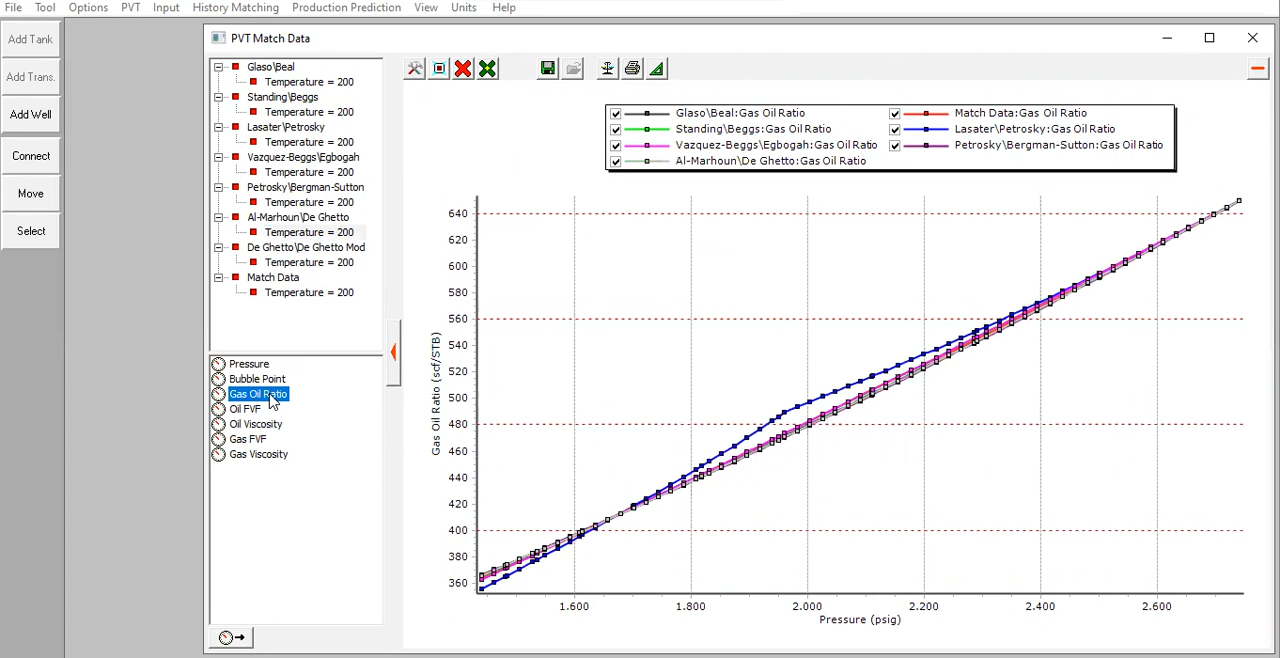 File Tool Options PVT Input History Matching Production Prediction View Units Help
Add Tank
Add Trans.
Add Well
Connect
Move
Select
PVT Match Data
Glaso\Beal
Temperature = 200
Standing\Beggs
Temperature = 200
Lasater\Petrosky
Temperature = 200
Vazquez-Beggs\Egbogah
Temperature = 200
Petrosky\Bergman-Sutton
Temperature = 200
Al-Marhoun\De Ghetto
Temperature = 200
De Ghetto\De Ghetto Mod
Temperature = 200
Match Data
Temperature = 200
Pressure
Bubble Point
Gas Oil Ratio
Oil FVF
Oil Viscosity
Gas FVF
Gas Viscosity
Glaso\Beal:Gas Oil Ratio Match Data:Gas Oil Ratio
Standing\Beggs:Gas Oil Ratio Lasater\Petrosky:Gas Oil Ratio
Vazquez-Beggs\Egbogah:Gas Oil Ratio Petrosky\Bergman-Sutton:Gas Oil Ratio
Al-Marhoun\De Ghetto:Gas Oil Ratio
Gas Oil Ratio (scf/STB)
640
620
600
580
560
540
520
500
480
460
440
420
400
380
360
1.600 1.800 2.000 2.200 2.400 2.600
Pressure (psig)